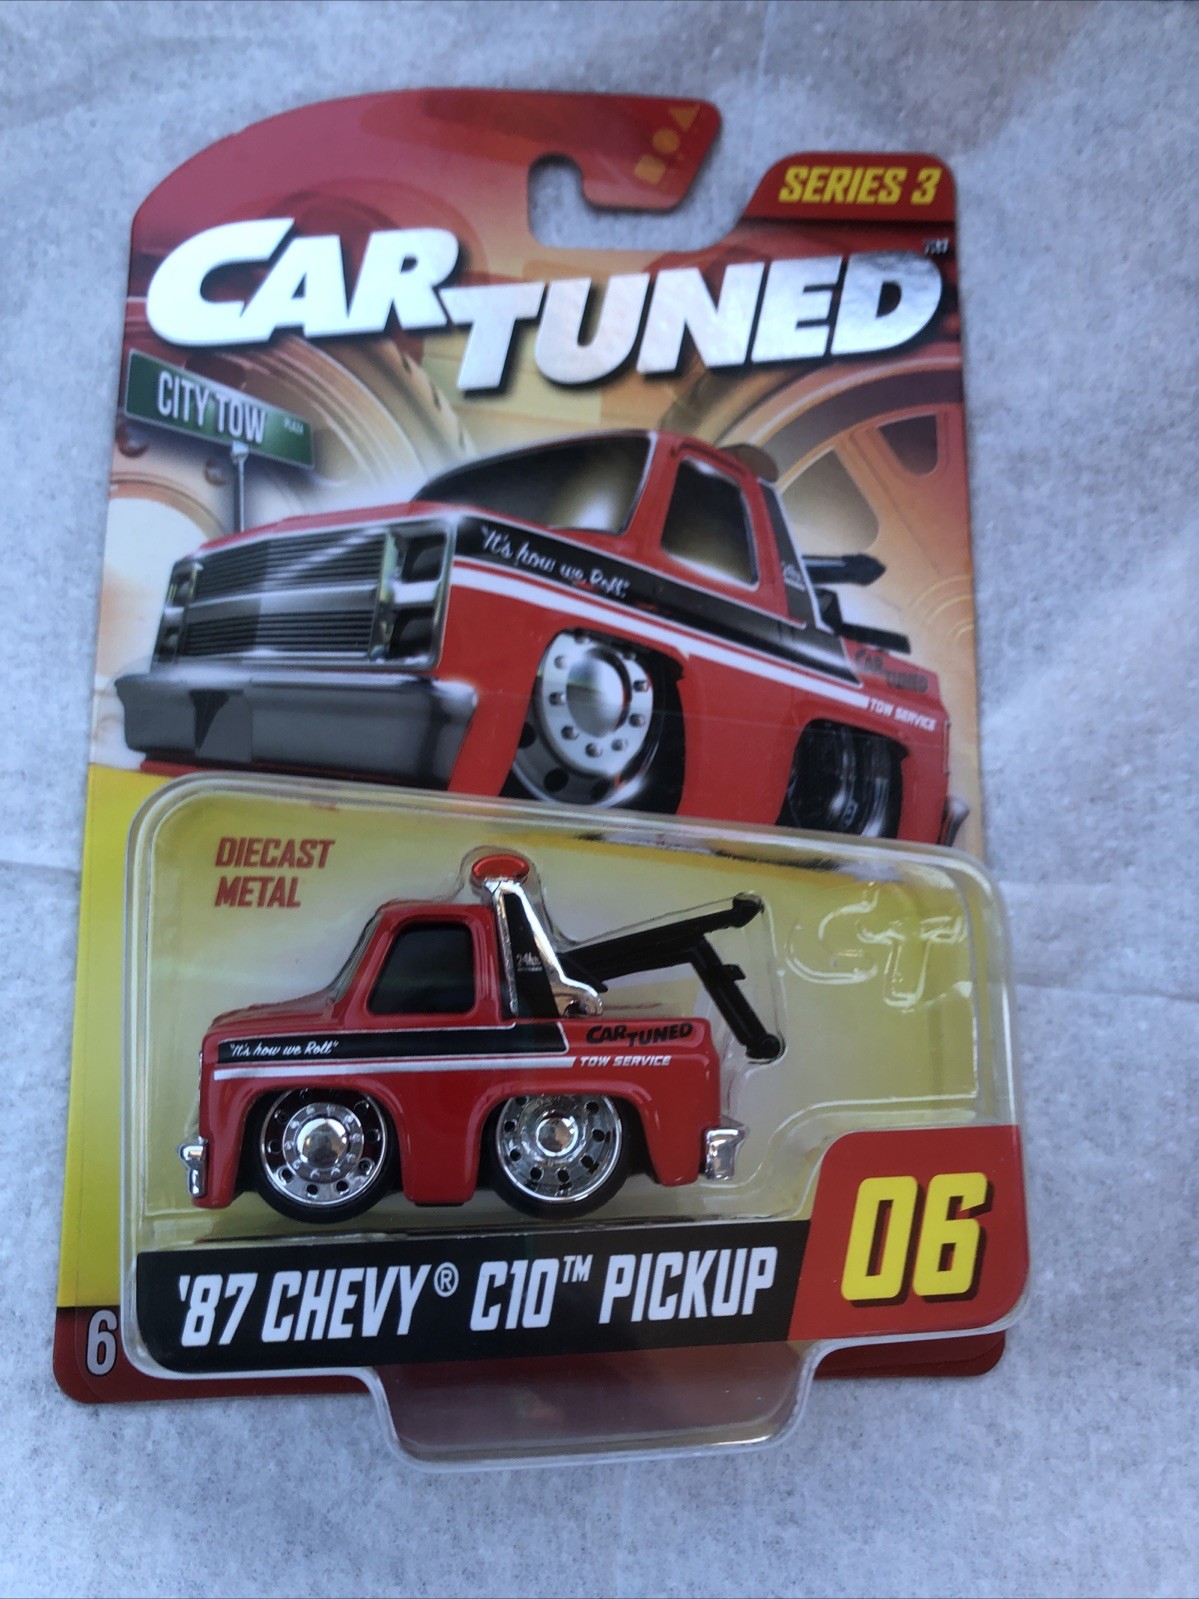 SERIES 3
CAR TUNED
CITY TOW
"It's how we Roll"
CAR TUNED
TOW SERVICE
DIECAST
METAL
CT
CAR TUNED
"It's how we Roll"
TOW SERVICE
06
'87 CHEVY® C10™ PICKUP
6